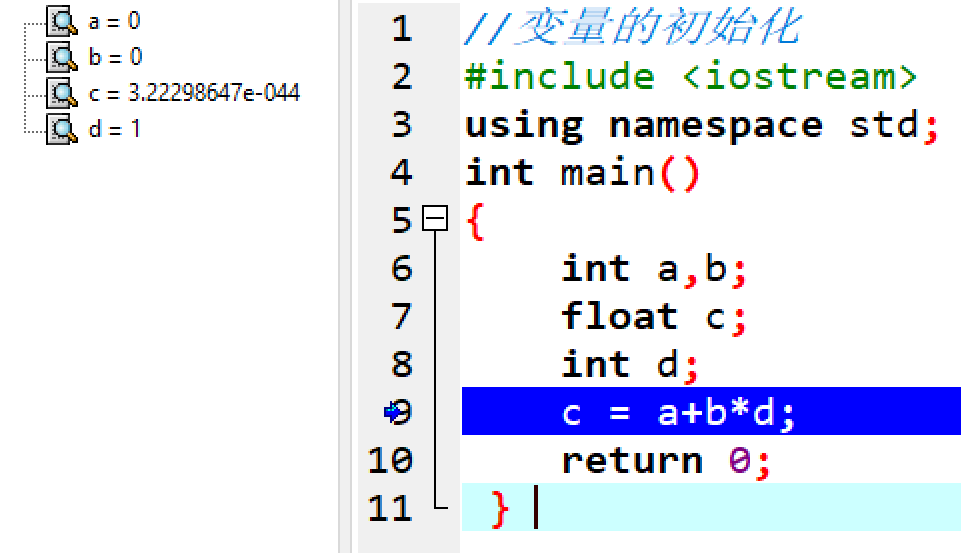 a = 0
b = 0
c = 3.22298647e-044
d = 1
1 //变量的初始化
2 #include <iostream>
3 using namespace std;
4 int main()
5 {
6 int a,b;
7 float c;
8 int d;
9 c = a+b*d;
10 return 0;
11 }